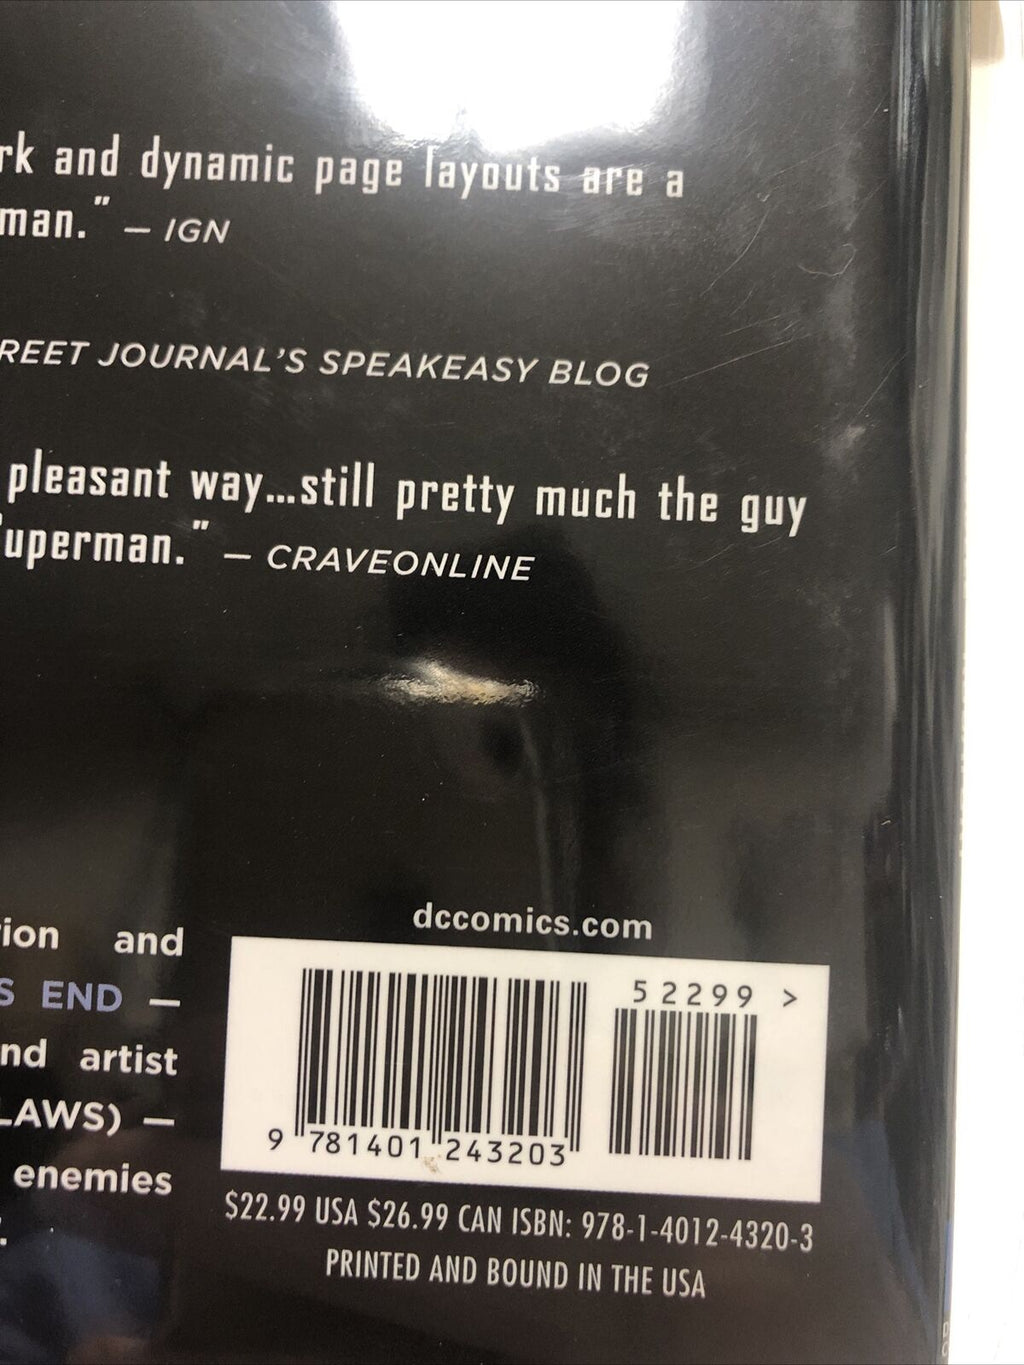 rk and dynamic page layouts are a
man." — IGN
REET JOURNAL'S SPEAKEASY BLOG
pleasant way...still pretty much the guy
uperman." — CRAVEONLINE
ion and
S END —
nd artist
LAWS) —
enemies
.
dccomics.com
52299 >
9 781401 243203
$22.99 USA $26.99 CAN ISBN: 978-1-4012-4320-3
PRINTED AND BOUND IN THE USA